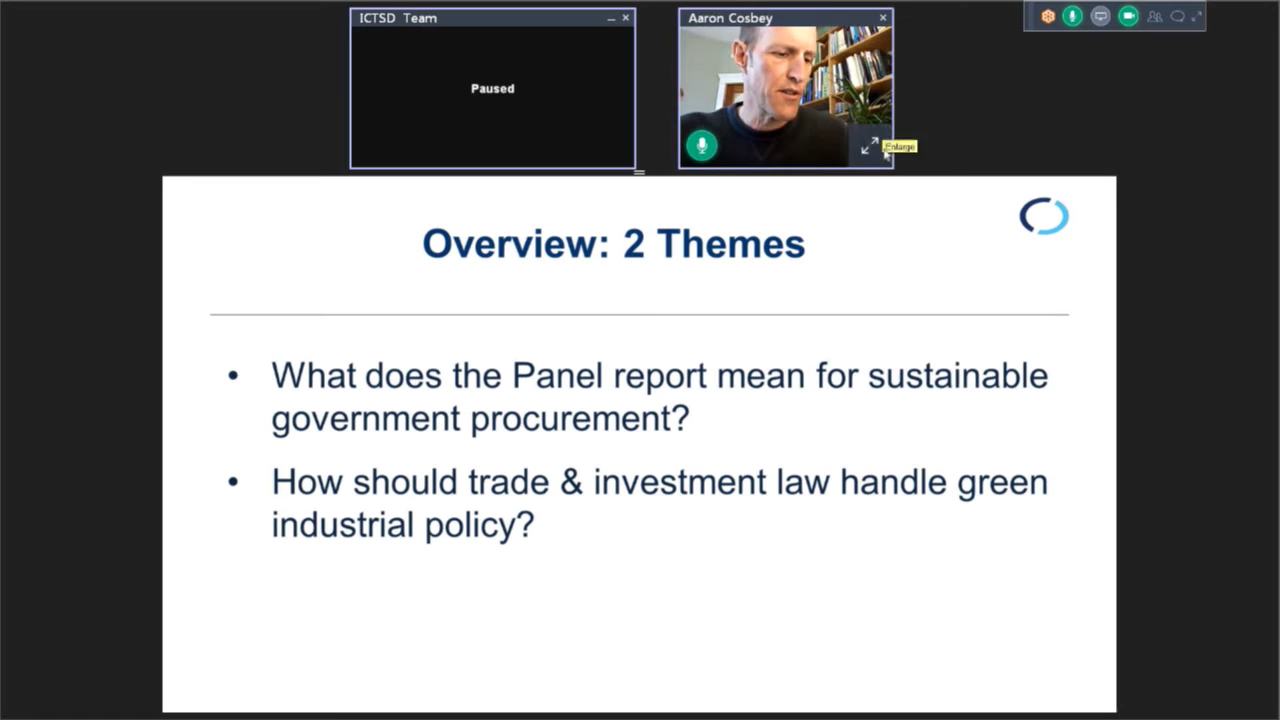 ICTSD Team
Aaron Cosbey
Paused
Enlarge
Overview: 2 Themes
• What does the Panel report mean for sustainable
government procurement?
• How should trade & investment law handle green
industrial policy?